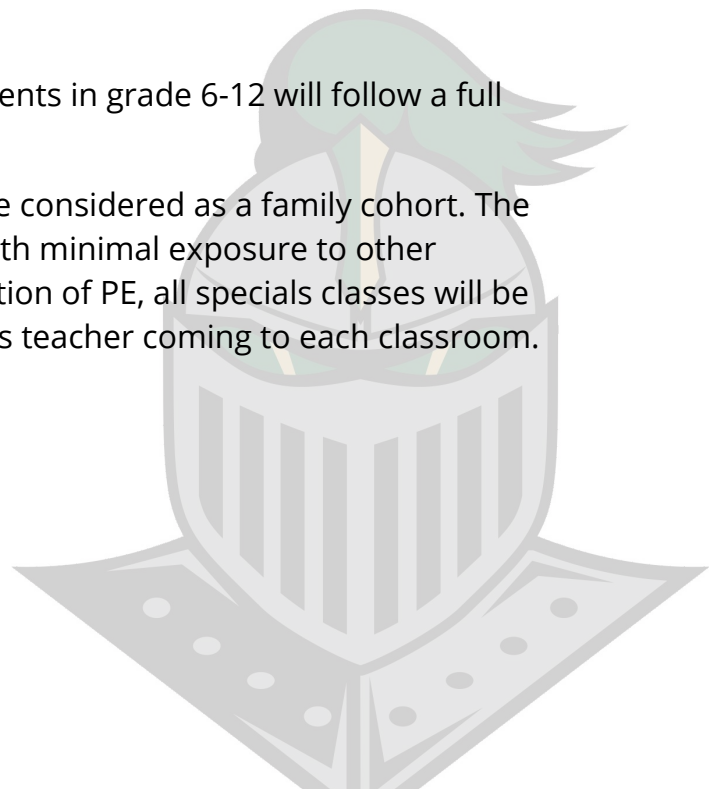 ents in grade 6-12 will follow a full
e considered as a family cohort. The
th minimal exposure to other
tion of PE, all specials classes will be
s teacher coming to each classroom.